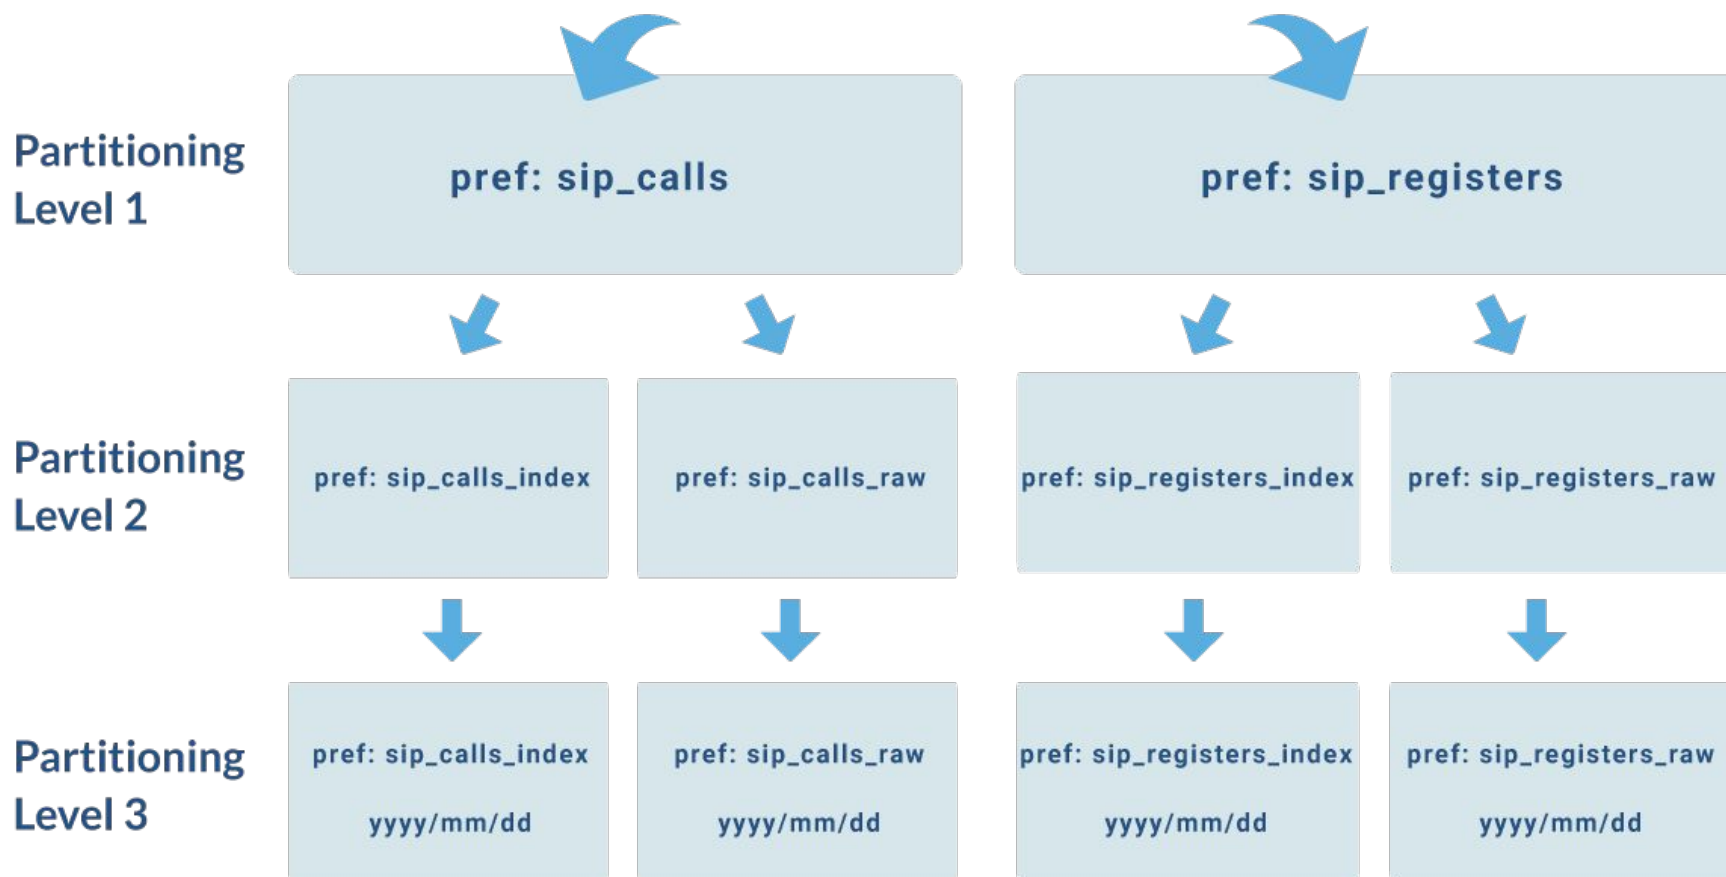 Partitioning
Level 1
pref: sip_calls
pref: sip_registers
Partitioning
Level 2
pref: sip_calls_index
pref: sip_calls_raw
pref: sip_registers_index
pref: sip_registers_raw
Partitioning
Level 3
pref: sip_calls_index
yyyy/mm/dd
pref: sip_calls_raw
yyyy/mm/dd
pref: sip_registers_index
yyyy/mm/dd
pref: sip_registers_raw
yyyy/mm/dd